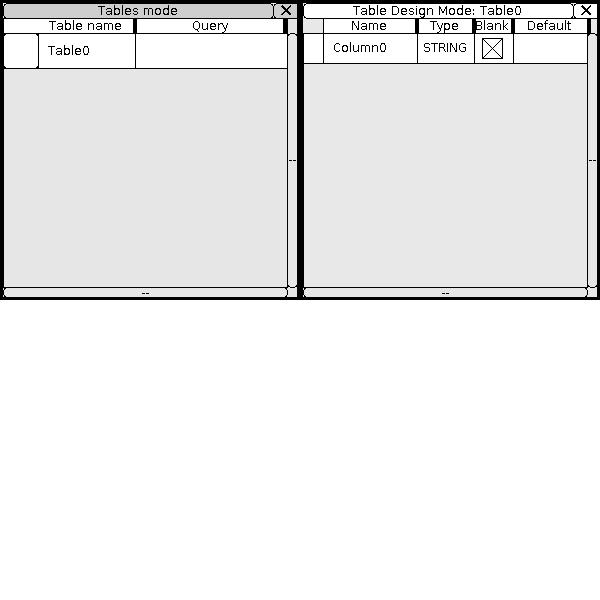 Tables mode
Table name Query
Table0
--
--
Table Design Mode: Table0
Name Type Blank Default
Column0 STRING
--
--